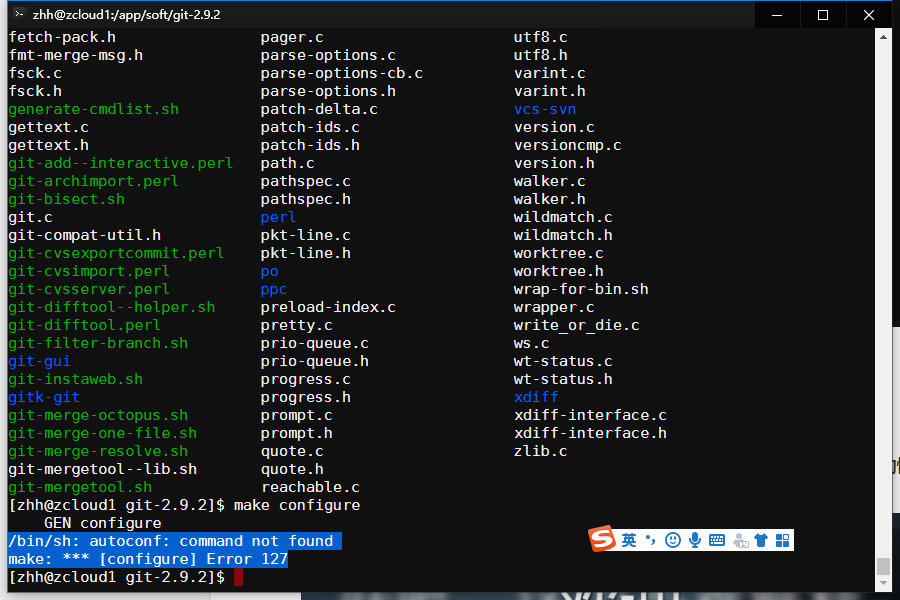 zhh@zcloud1:/app/soft/git-2.9.2
fetch-pack.h pager.c utf8.c
fmt-merge-msg.h parse-options.c utf8.h
fsck.c parse-options-cb.c varint.c
fsck.h parse-options.h varint.h
generate-cmdlist.sh patch-delta.c vcs-svn
gettext.c patch-ids.c version.c
gettext.h patch-ids.h versioncmp.c
git-add--interactive.perl path.c version.h
git-archimport.perl pathspec.c walker.c
git-bisect.sh pathspec.h walker.h
git.c perl wildmatch.c
git-compat-util.h pkt-line.c wildmatch.h
git-cvsexportcommit.perl pkt-line.h worktree.c
git-cvsimport.perl po worktree.h
git-cvsserver.perl ppc wrap-for-bin.sh
git-difftool--helper.sh preload-index.c wrapper.c
git-difftool.perl pretty.c write_or_die.c
git-filter-branch.sh prio-queue.c ws.c
git-gui prio-queue.h wt-status.c
git-instaweb.sh progress.c wt-status.h
gitk-git progress.h xdiff
git-merge-octopus.sh prompt.c xdiff-interface.c
git-merge-one-file.sh prompt.h xdiff-interface.h
git-merge-resolve.sh quote.c zlib.c
git-mergetool--lib.sh quote.h
git-mergetool.sh reachable.c
[zhh@zcloud1 git-2.9.2]$ make configure
GEN configure
/bin/sh: autoconf: command not found
make: *** [configure] Error 127
[zhh@zcloud1 git-2.9.2]$
S 英